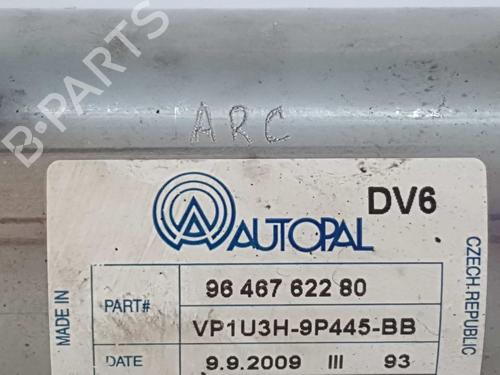 B-PARTS
ARC
AUTOPAL
DV6
MADE IN
CZECH.REPUBLIC
PART#
96 467 622 80
VP1U3H-9P445-BB
DATE
9.9.2009 III 93